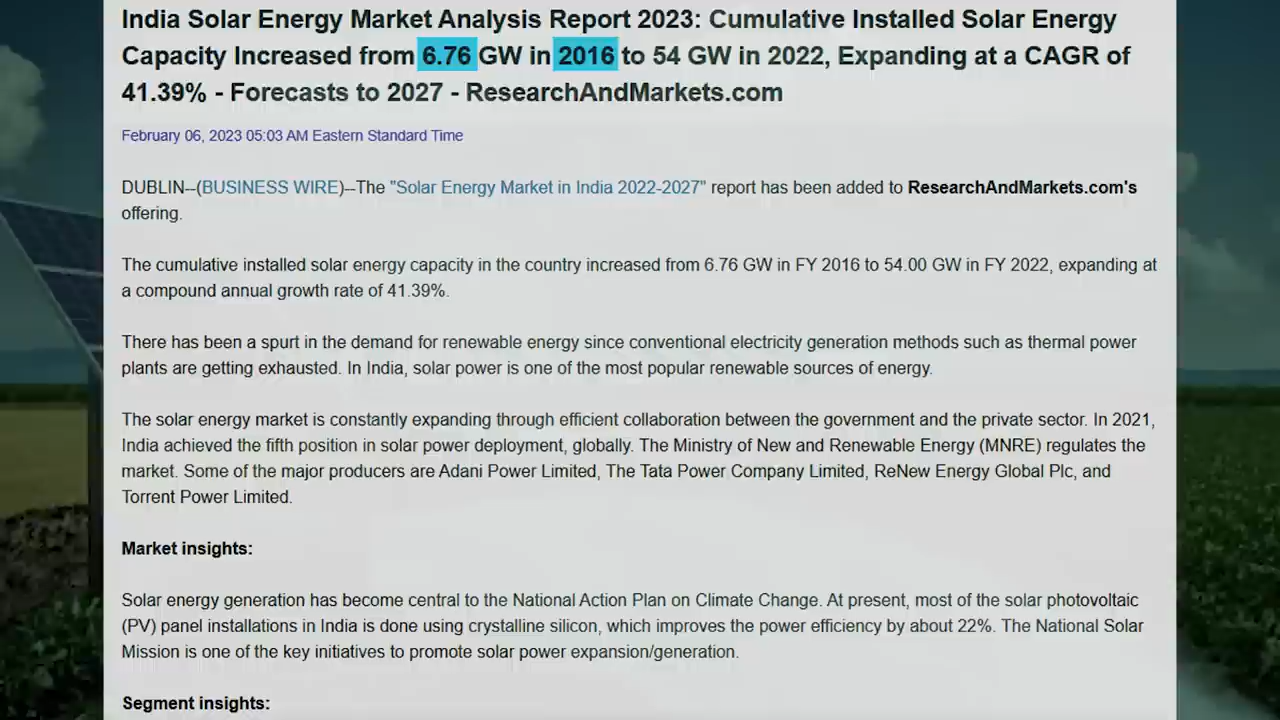 India Solar Energy Market Analysis Report 2023: Cumulative Installed Solar Energy
Capacity Increased from 6.76 GW in 2016 to 54 GW in 2022, Expanding at a CAGR of
41.39% - Forecasts to 2027 - ResearchAndMarkets.com
February 06, 2023 05:03 AM Eastern Standard Time
DUBLIN--(BUSINESS WIRE)--The "Solar Energy Market in India 2022-2027" report has been added to ResearchAndMarkets.com's
offering.
The cumulative installed solar energy capacity in the country increased from 6.76 GW in FY 2016 to 54.00 GW in FY 2022, expanding at
a compound annual growth rate of 41.39%.
There has been a spurt in the demand for renewable energy since conventional electricity generation methods such as thermal power
plants are getting exhausted. In India, solar power is one of the most popular renewable sources of energy.
The solar energy market is constantly expanding through efficient collaboration between the government and the private sector. In 2021,
India achieved the fifth position in solar power deployment, globally. The Ministry of New and Renewable Energy (MNRE) regulates the
market. Some of the major producers are Adani Power Limited, The Tata Power Company Limited, ReNew Energy Global Plc, and
Torrent Power Limited.
Market insights:
Solar energy generation has become central to the National Action Plan on Climate Change. At present, most of the solar photovoltaic
(PV) panel installations in India is done using crystalline silicon, which improves the power efficiency by about 22%. The National Solar
Mission is one of the key initiatives to promote solar power expansion/generation.
Segment insights: